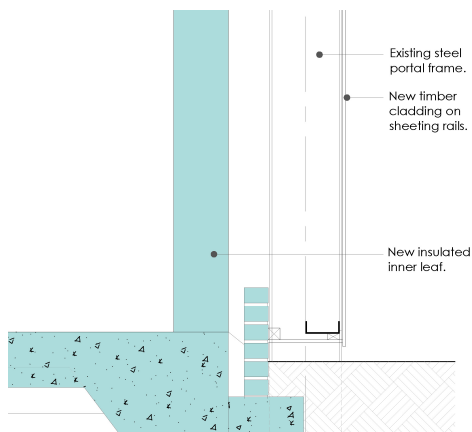 Existing steel
portal frame.
New timber
cladding on
sheeting rails.
New insulated
inner leaf.